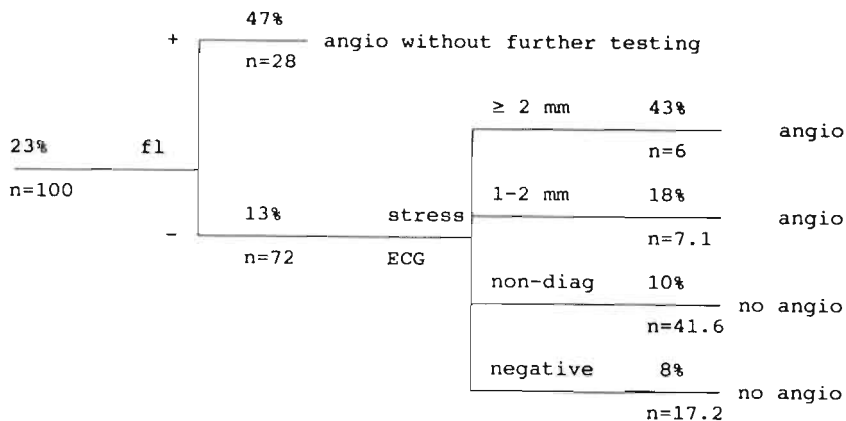 47%
+ angio without further testing
n=28
≥ 2 mm 43%
angio
23% fl
n=6
n=100
1-2 mm 18%
13% stress
angio
− n=7.1
n=72 ECG
non-diag 10%
no angio
n=41.6
negative 8%
no angio
n=17.2